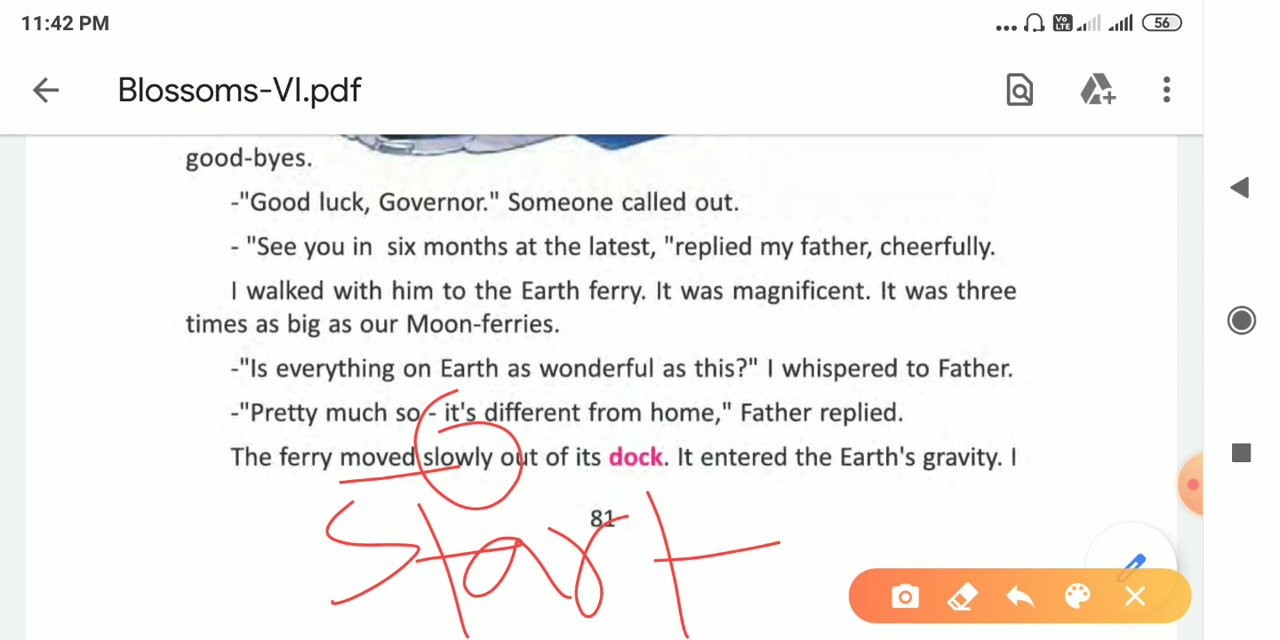 11:42 PM
Vo LTE
56
Blossoms-VI.pdf
good-byes.
-"Good luck, Governor." Someone called out.
- "See you in six months at the latest, "replied my father, cheerfully.
I walked with him to the Earth ferry. It was magnificent. It was three
times as big as our Moon-ferries.
-"Is everything on Earth as wonderful as this?" I whispered to Father.
-"Pretty much so - it's different from home," Father replied.
The ferry moved slowly out of its dock. It entered the Earth's gravity. I
81
Start